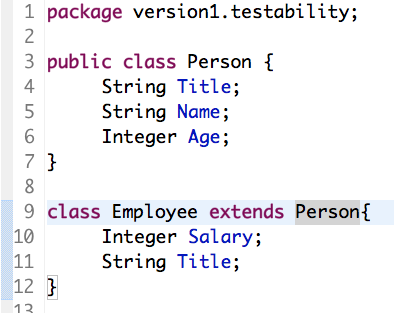 1 package version1.testability;
2
3 public class Person {
4 String Title;
5 String Name;
6 Integer Age;
7 }
8
9 class Employee extends Person{
10 Integer Salary;
11 String Title;
12 }
13